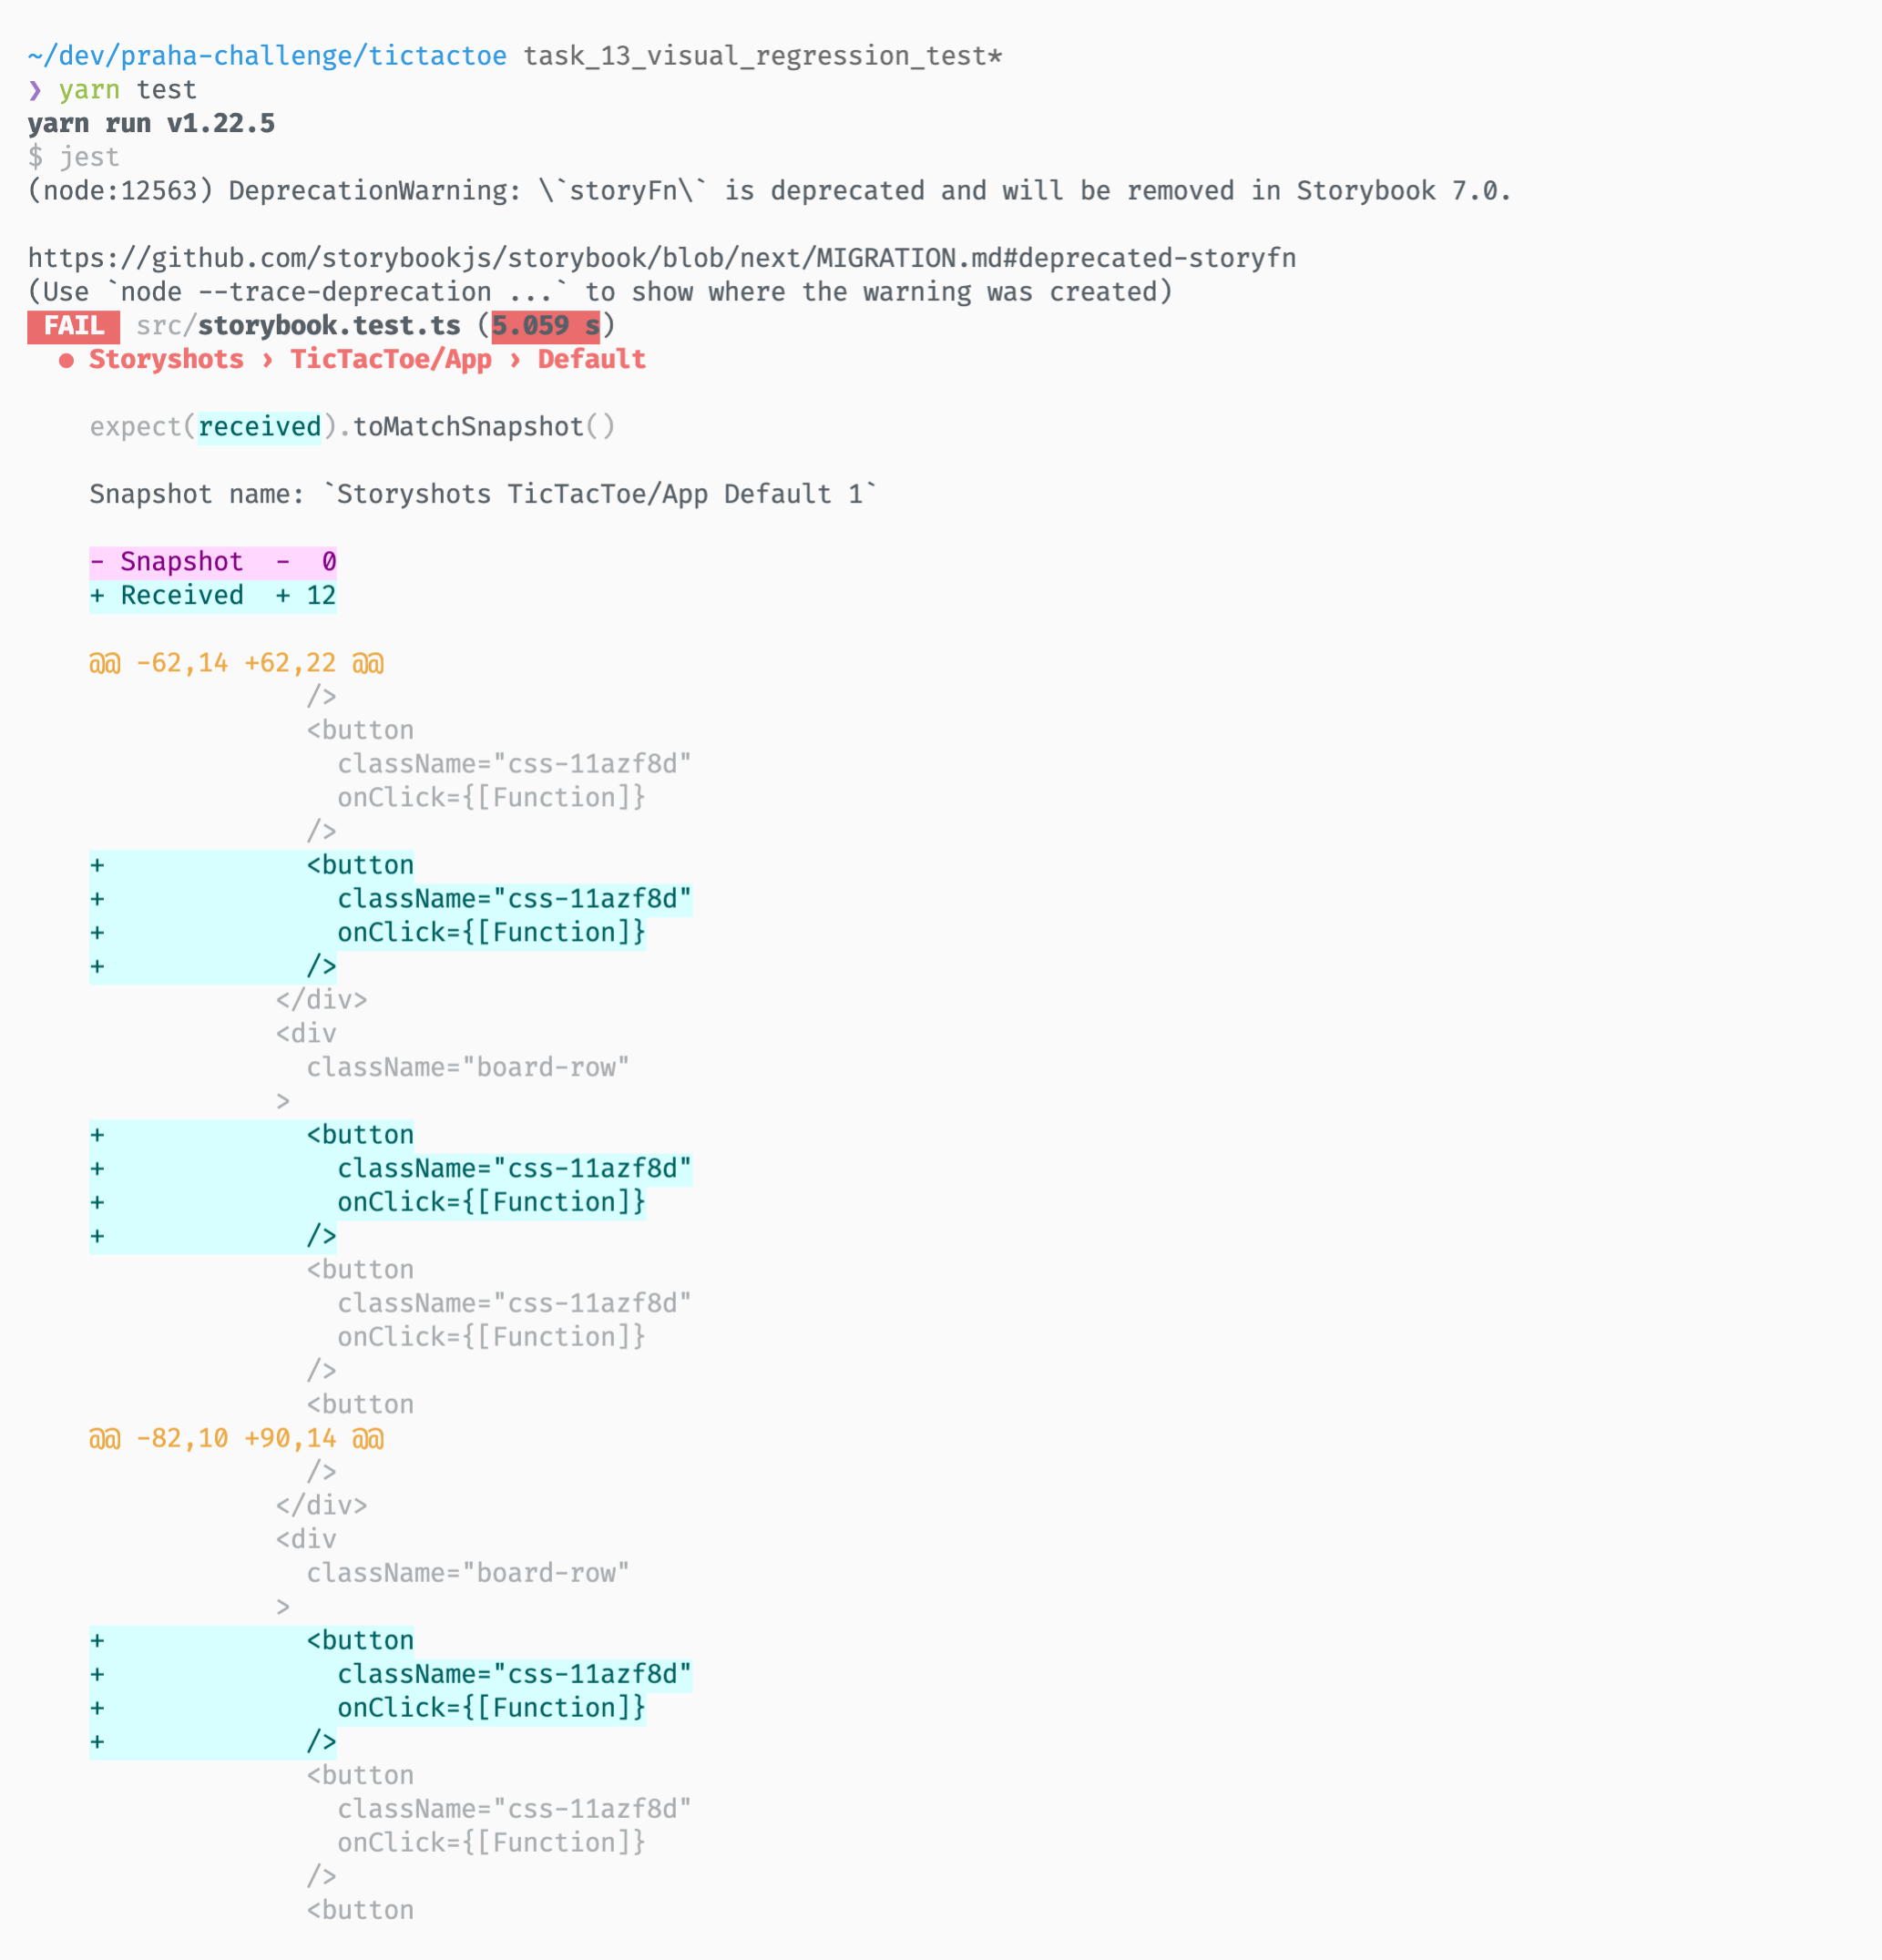 ~/dev/praha-challenge/tictactoe task_13_visual_regression_test*
❯ yarn test
yarn run v1.22.5
$ jest
(node:12563) DeprecationWarning: \`storyFn\` is deprecated and will be removed in Storybook 7.0.

https://github.com/storybookjs/storybook/blob/next/MIGRATION.md#deprecated-storyfn
(Use `node --trace-deprecation ...` to show where the warning was created)
 FAIL  src/storybook.test.ts (5.059 s)
  ● Storyshots › TicTacToe/App › Default

    expect(received).toMatchSnapshot()

    Snapshot name: `Storyshots TicTacToe/App Default 1`

    - Snapshot  -  0
    + Received  + 12

    @@ -62,14 +62,22 @@
                  />
                  <button
                    className="css-11azf8d"
                    onClick={[Function]}
                  />
    +             <button
    +               className="css-11azf8d"
    +               onClick={[Function]}
    +             />
                </div>
                <div
                  className="board-row"
                >
    +             <button
    +               className="css-11azf8d"
    +               onClick={[Function]}
    +             />
                  <button
                    className="css-11azf8d"
                    onClick={[Function]}
                  />
                  <button
    @@ -82,10 +90,14 @@
                  />
                </div>
                <div
                  className="board-row"
                >
    +             <button
    +               className="css-11azf8d"
    +               onClick={[Function]}
    +             />
                  <button
                    className="css-11azf8d"
                    onClick={[Function]}
                  />
                  <button